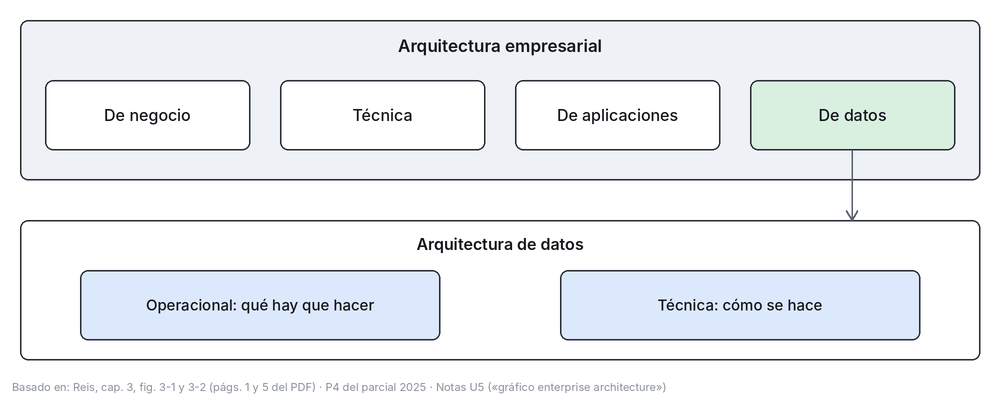 Arquitectura empresarial
De negocio
Técnica
De aplicaciones
De datos
Arquitectura de datos
Operacional: qué hay que hacer
Técnica: cómo se hace
Basado en: Reis, cap. 3, fig. 3-1 y 3-2 (págs. 1 y 5 del PDF) · P4 del parcial 2025 · Notas U5 («gráfico enterprise architecture»)